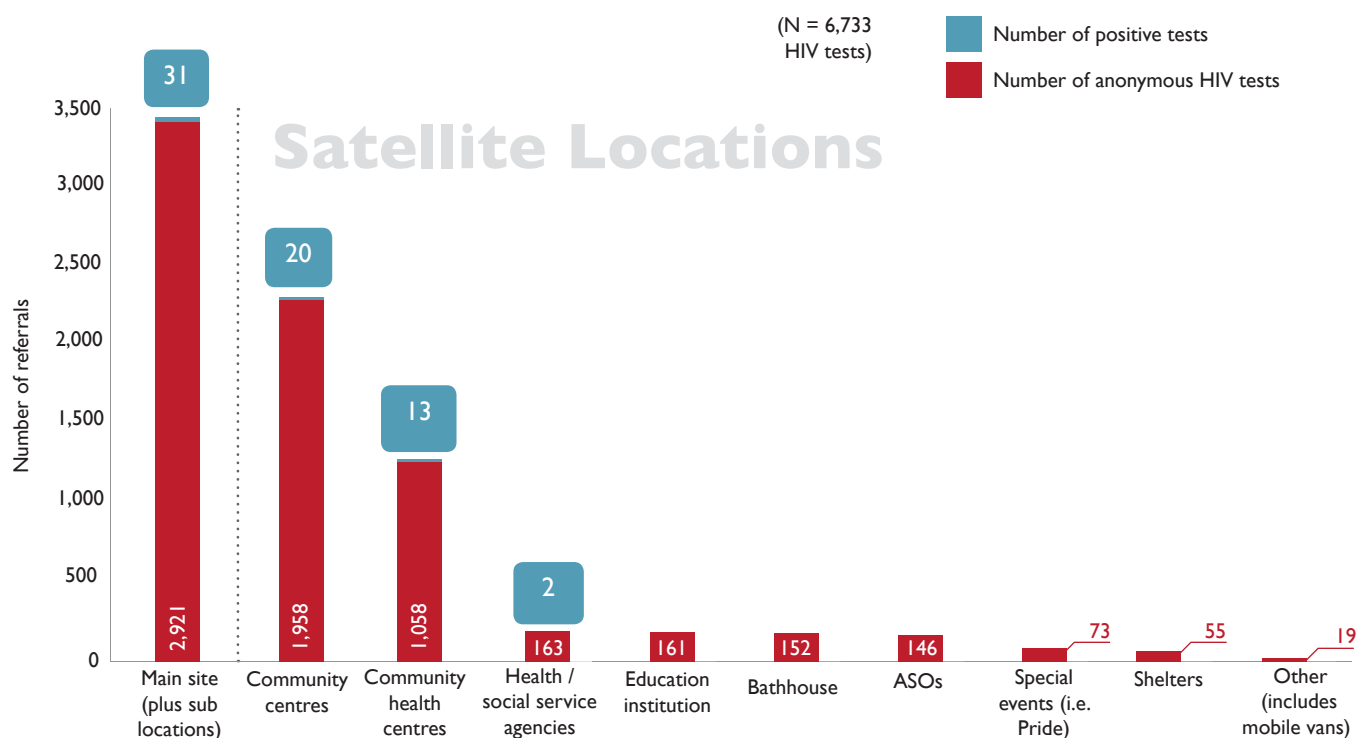 (N = 6,733
HIV tests)
Number of positive tests
Number of anonymous HIV tests
Satellite Locations
Number of referrals
3,500
3,000
2,500
2,000
1,500
1,000
500
0
31
20
13
2
2,921
1,958
1,058
163
161
152
146
73
55
19
Main site
(plus sub
locations)
Community
centres
Community
health
centres
Health /
social service
agencies
Education
institution
Bathhouse
ASOs
Special
events (i.e.
Pride)
Shelters
Other
(includes
mobile vans)